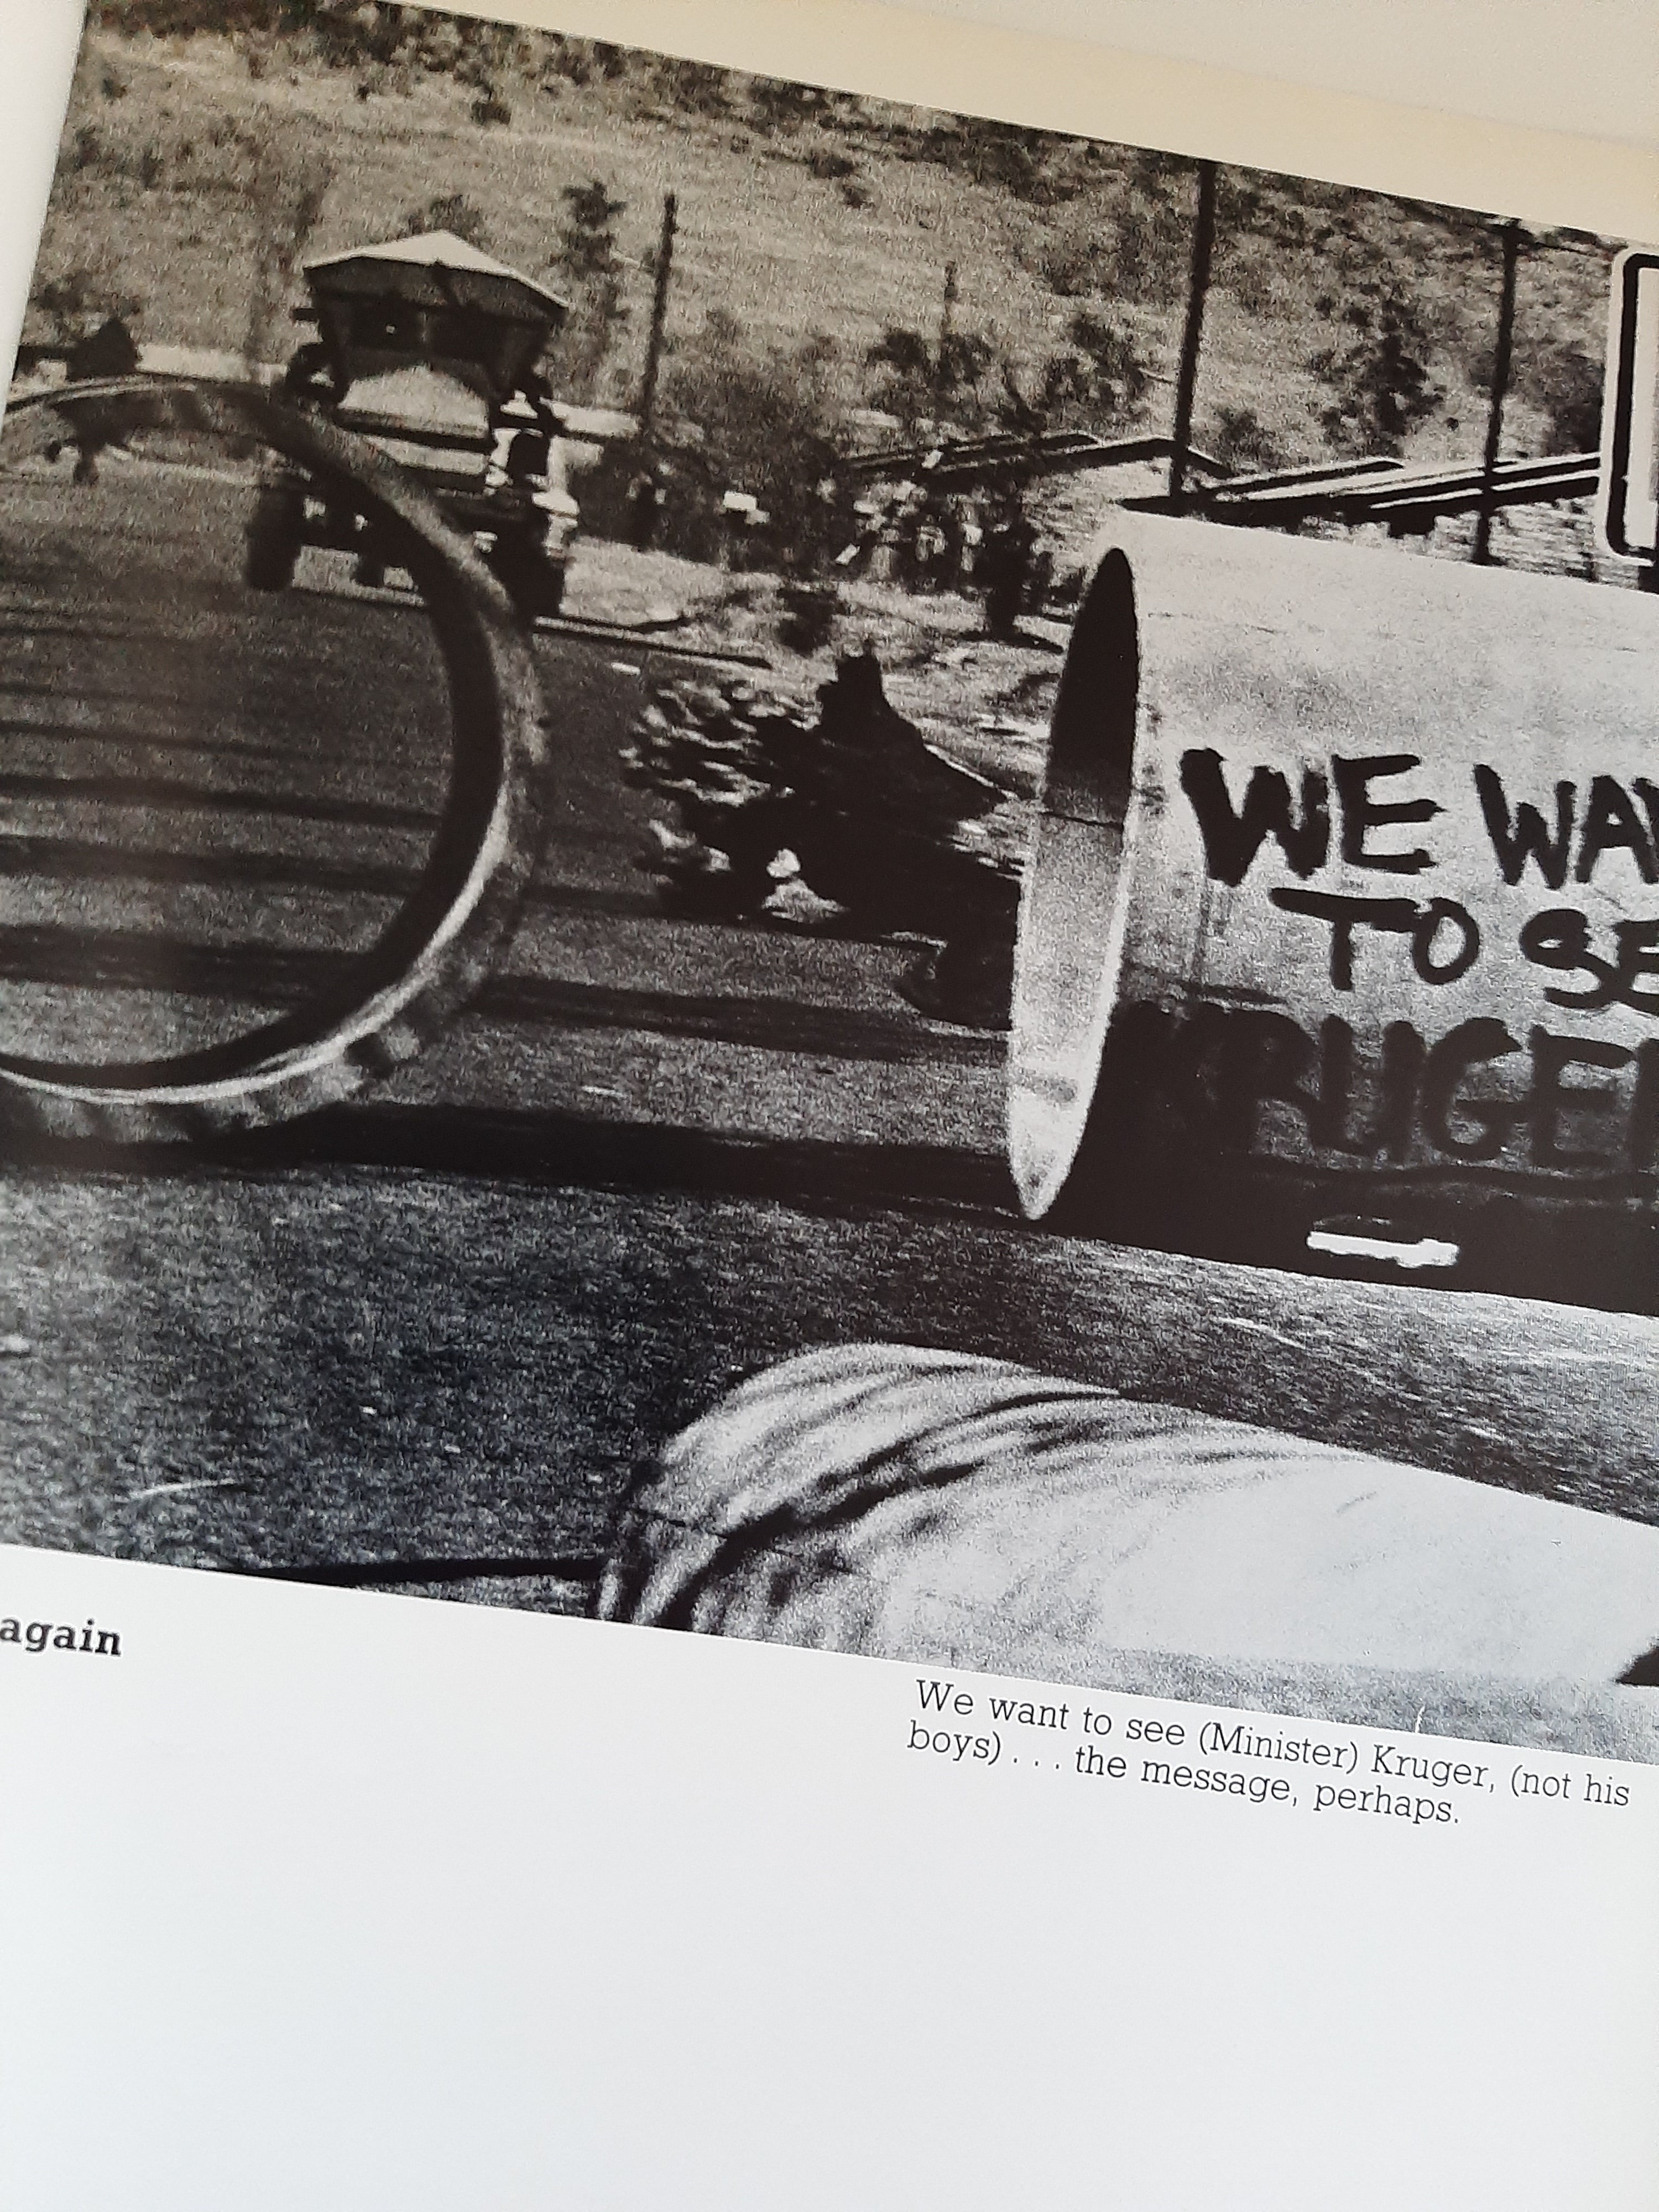 WE WA
TO SE
KRUGE
again
We want to see (Minister) Kruger, (not his
boys) . . . the message, perhaps.